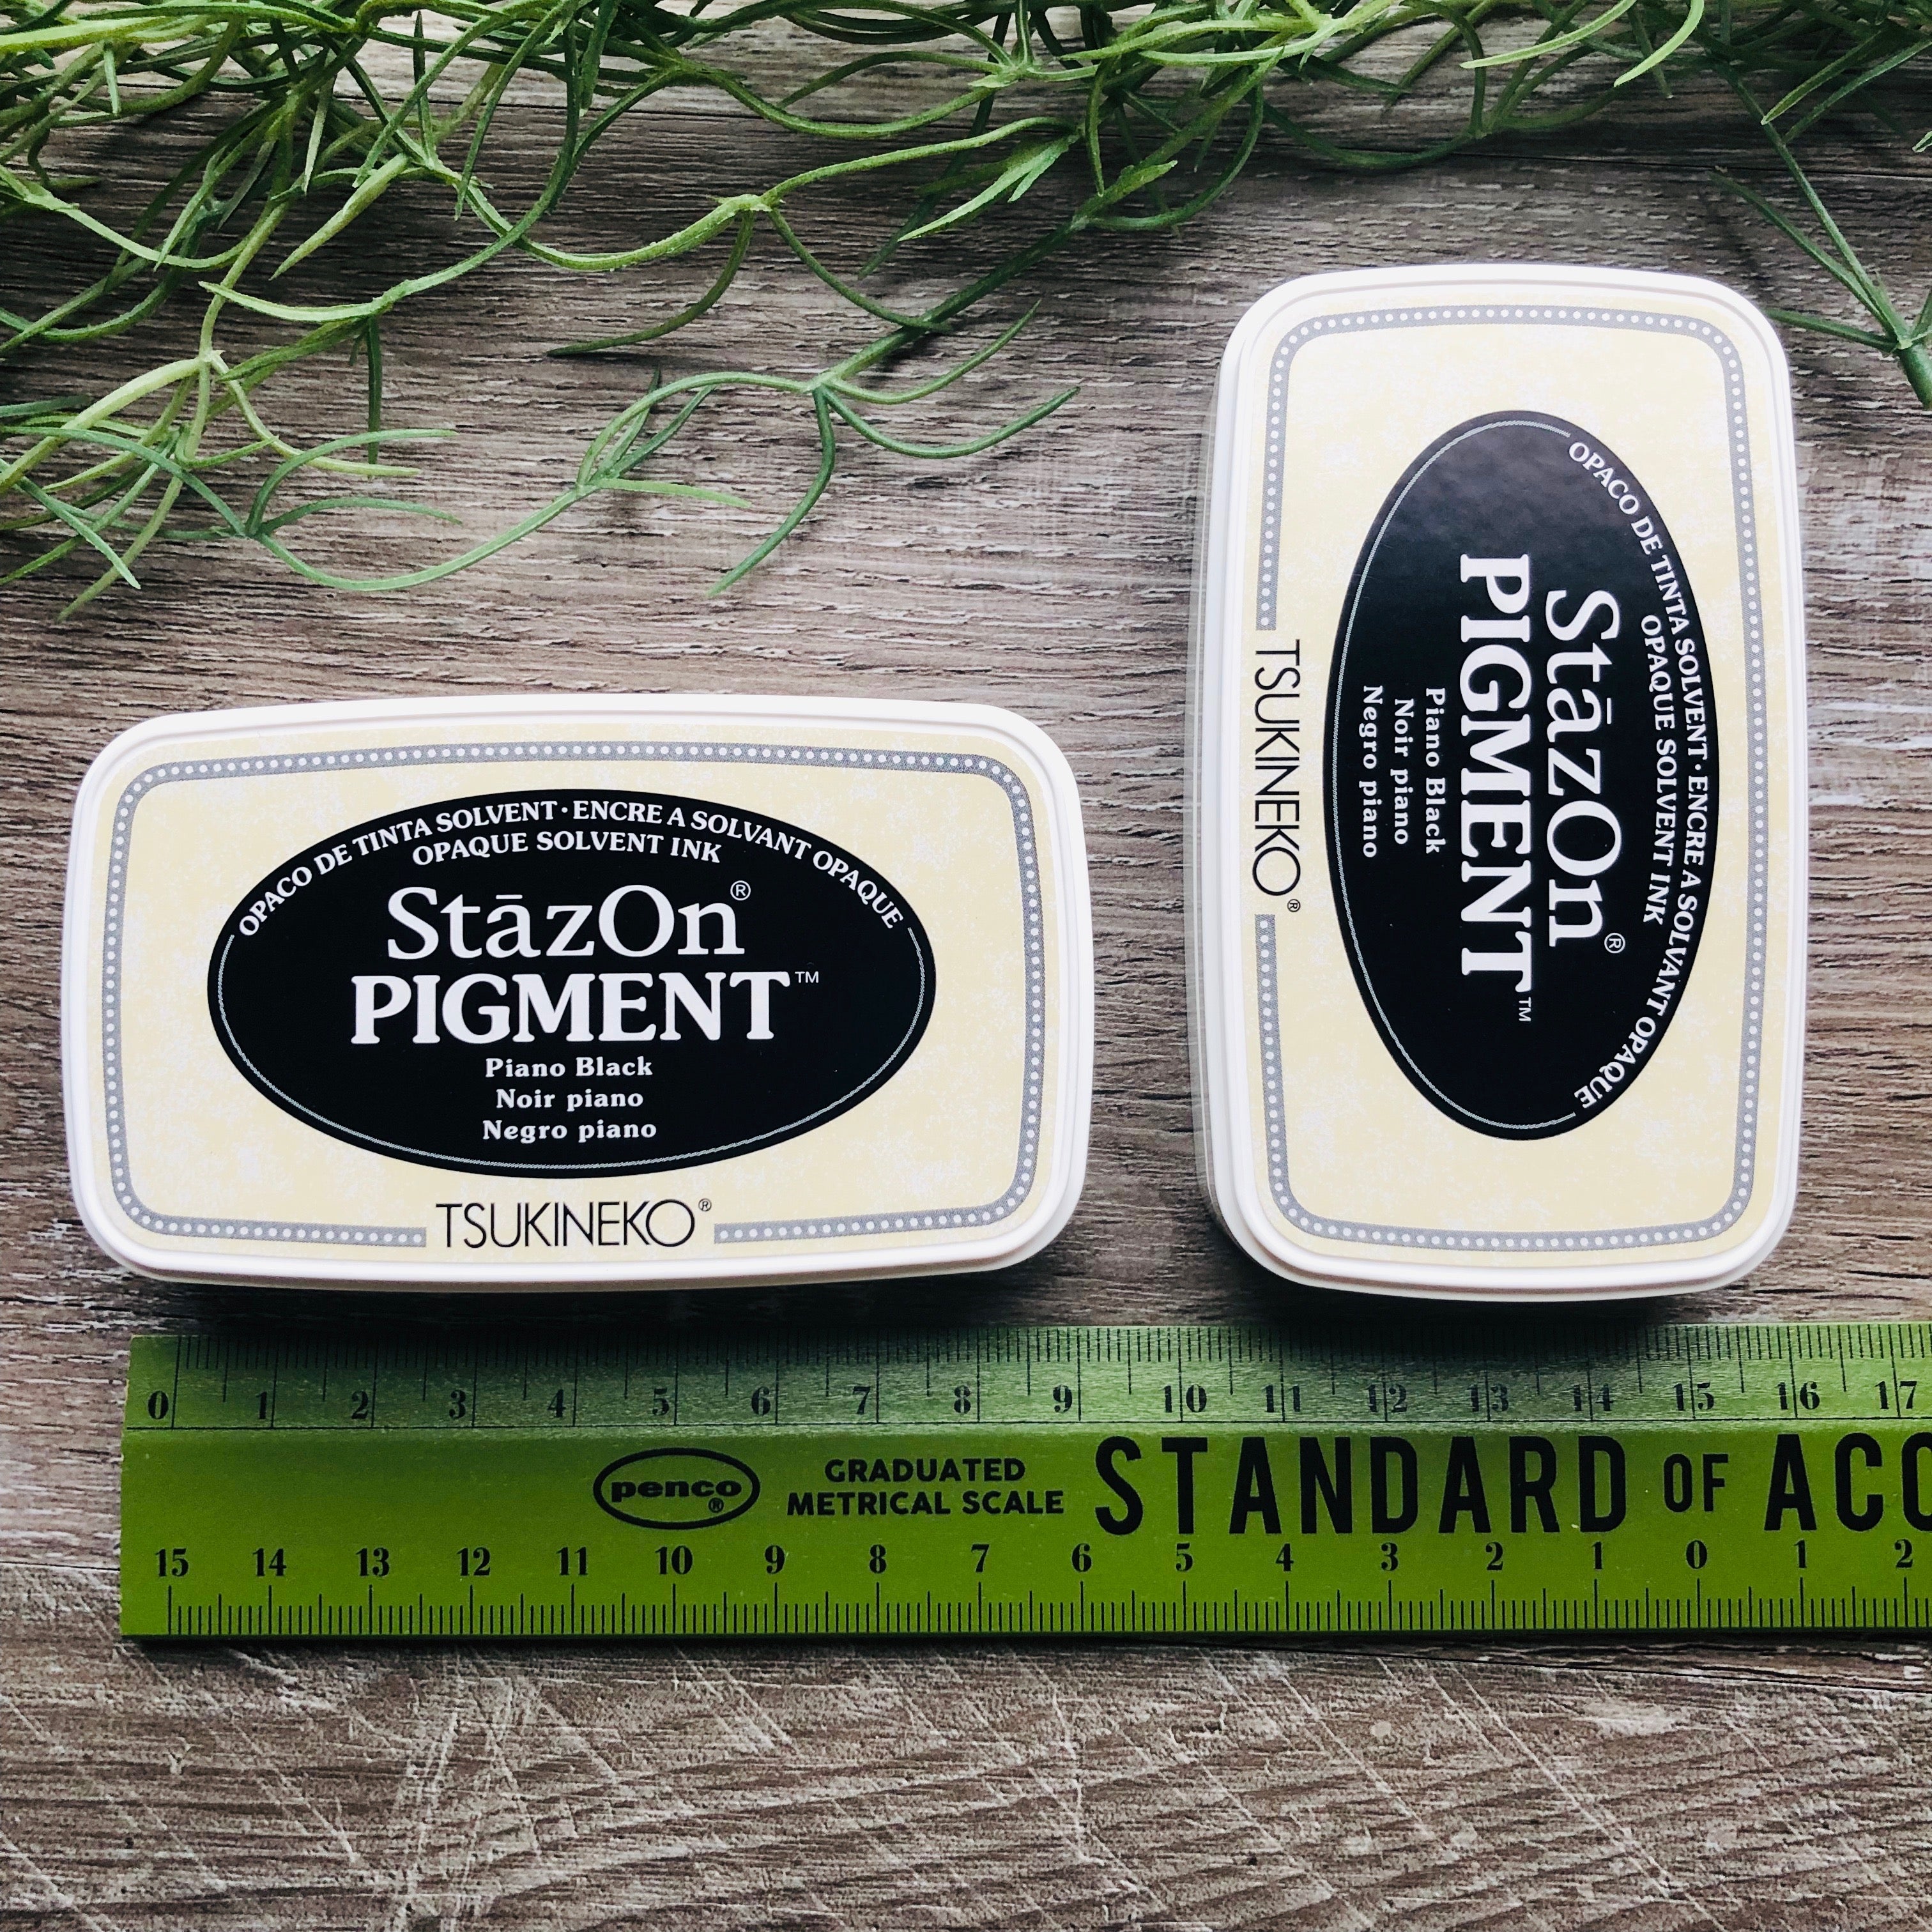 OPACO DE TINTA SOLVENT · ENCRE A SOLVANT OPAQUE
OPAQUE SOLVENT INK
StāzOn®
PIGMENT™
Piano Black
Noir piano
Negro piano
TSUKINEKO®
OPACO DE TINTA SOLVENT · ENCRE A SOLVANT OPAQUE
OPAQUE SOLVENT INK
StāzOn®
PIGMENT™
Piano Black
Noir piano
Negro piano
TSUKINEKO®
0 1 2 3 4 5 6 7 8 9 10 11 12 13 14 15 16 17
penco®
GRADUATED
METRICAL SCALE
STANDARD OF ACC
15 14 13 12 11 10 9 8 7 6 5 4 3 2 1 0 1 2